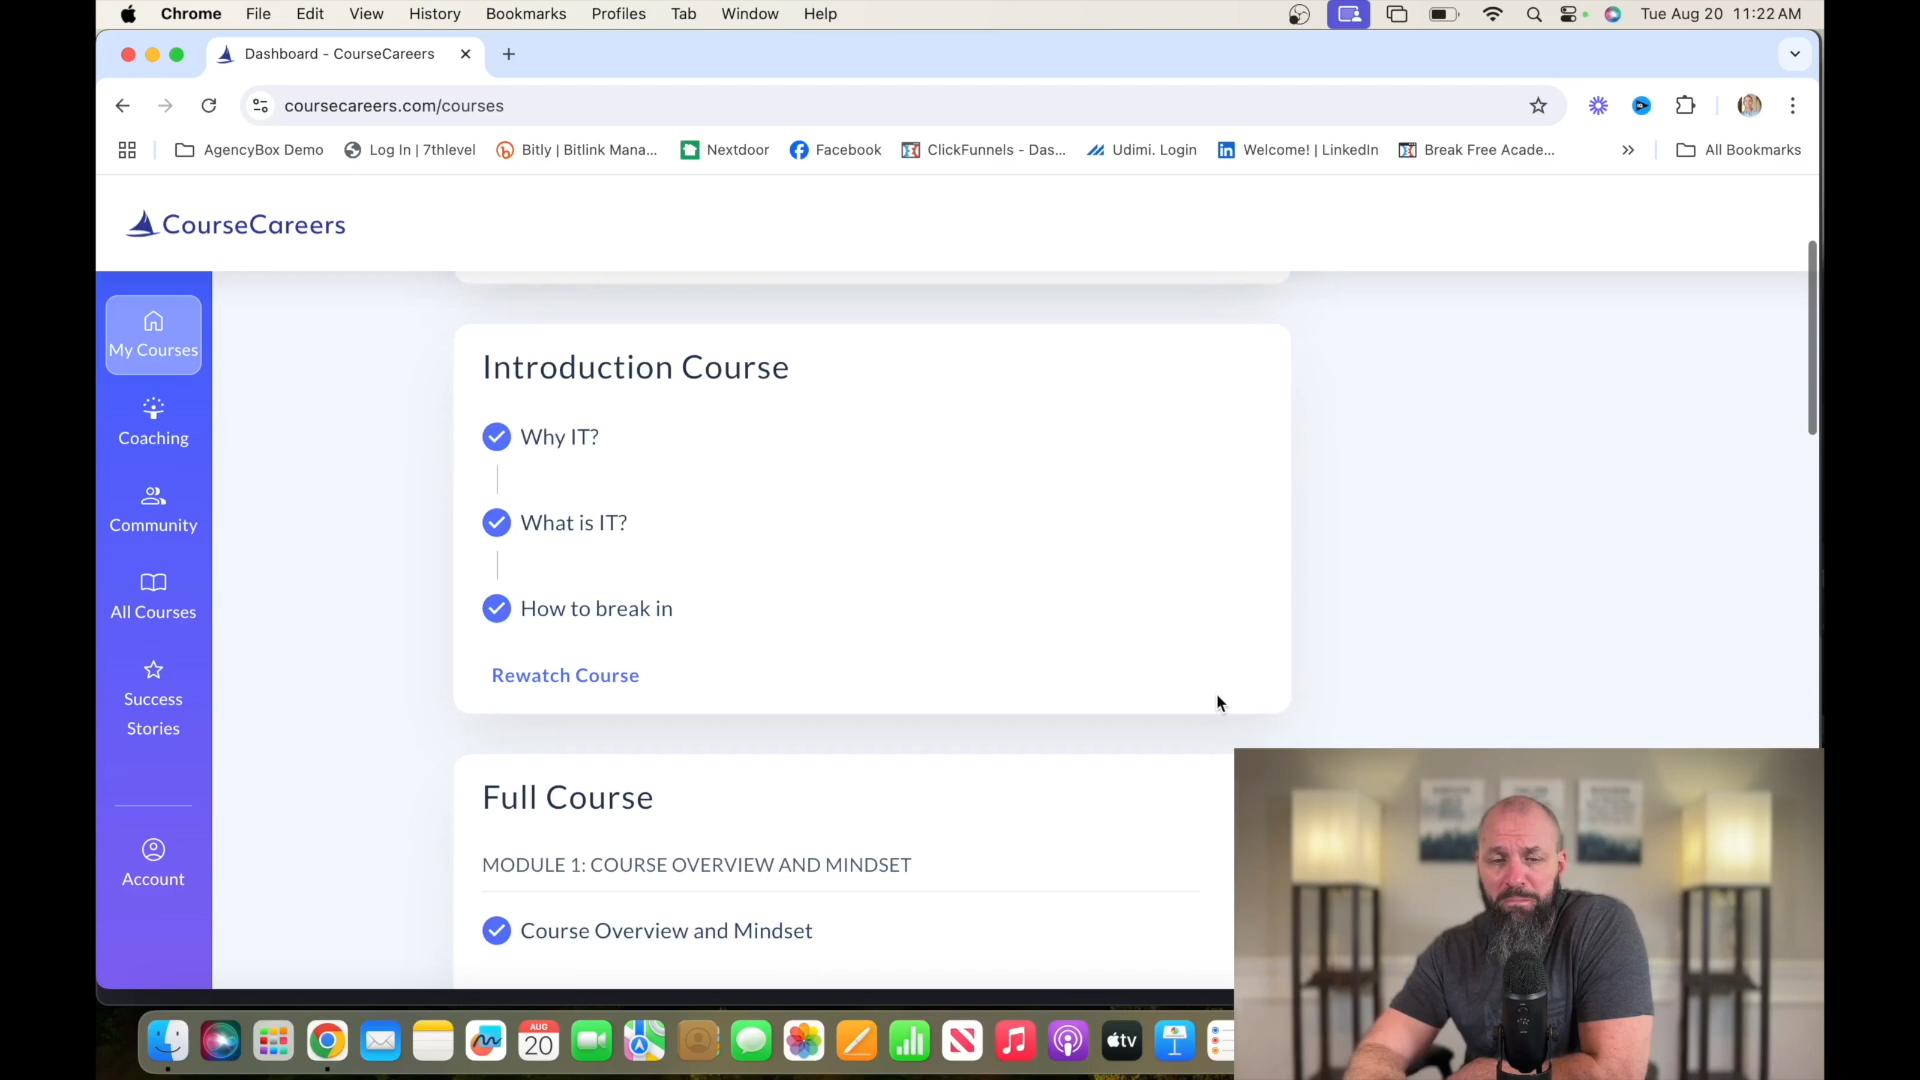 Chrome File Edit View History Bookmarks Profiles Tab Window Help Tue Aug 20 11:22 AM
Dashboard - CourseCareers
coursecareers.com/courses
AgencyBox Demo Log In | 7thlevel Bitly | Bitlink Mana... Nextdoor Facebook ClickFunnels - Das... Udimi. Login Welcome! | LinkedIn Break Free Acade... All Bookmarks
CourseCareers
My Courses
Coaching
Community
All Courses
Success
Stories
Account
Introduction Course
Why IT?
What is IT?
How to break in
Rewatch Course
Full Course
MODULE 1: COURSE OVERVIEW AND MINDSET
Course Overview and Mindset
AUG
20
tv